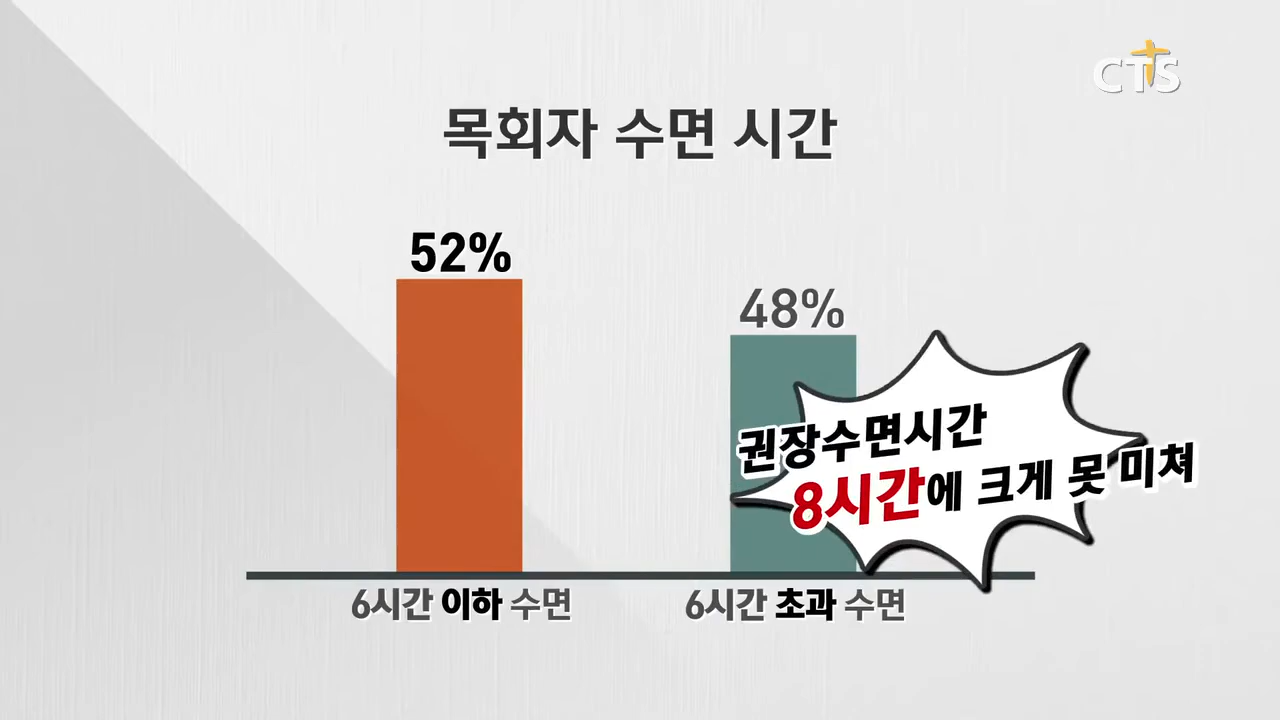 CTS
목회자 수면 시간
52%
48%
권장수면시간
8시간에 크게 못 미쳐
6시간 이하 수면
6시간 초과 수면